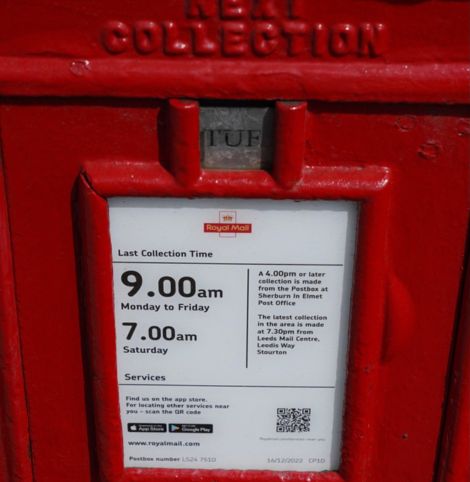 NEXT
COLLECTION
TUE
Royal Mail
Last Collection Time
9.00am
Monday to Friday
7.00am
Saturday
A 4.00pm or later
collection is made
from the Postbox at
Sherburn In Elmet
Post Office
The latest collection
in the area is made
at 7.30pm from
Leeds Mail Centre,
Leodis Way
Stourton
Services
Find us on the app store.
For locating other services near
you – scan the QR code
App Store
Google Play
www.royalmail.com
Postbox number LS24 751D
16/12/2022 CP1D